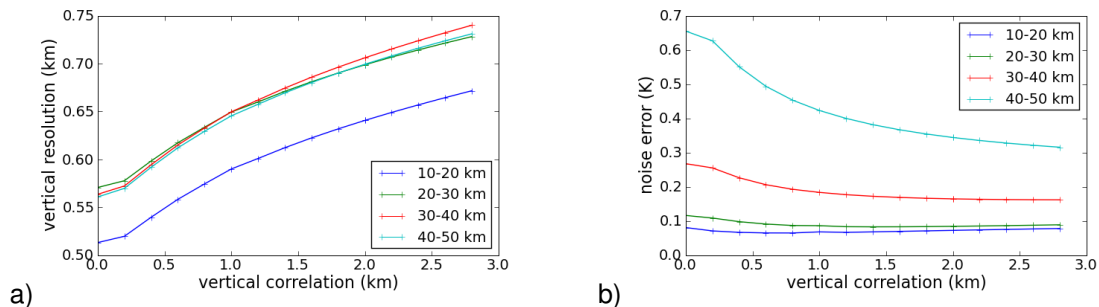 0.75
0.70
0.65
0.60
0.55
0.50
vertical resolution (km)
0.0 0.5 1.0 1.5 2.0 2.5 3.0
vertical correlation (km)
10-20 km
20-30 km
30-40 km
40-50 km
a)
0.7
0.6
0.5
0.4
0.3
0.2
0.1
0.0
noise error (K)
0.0 0.5 1.0 1.5 2.0 2.5 3.0
vertical correlation (km)
10-20 km
20-30 km
30-40 km
40-50 km
b)